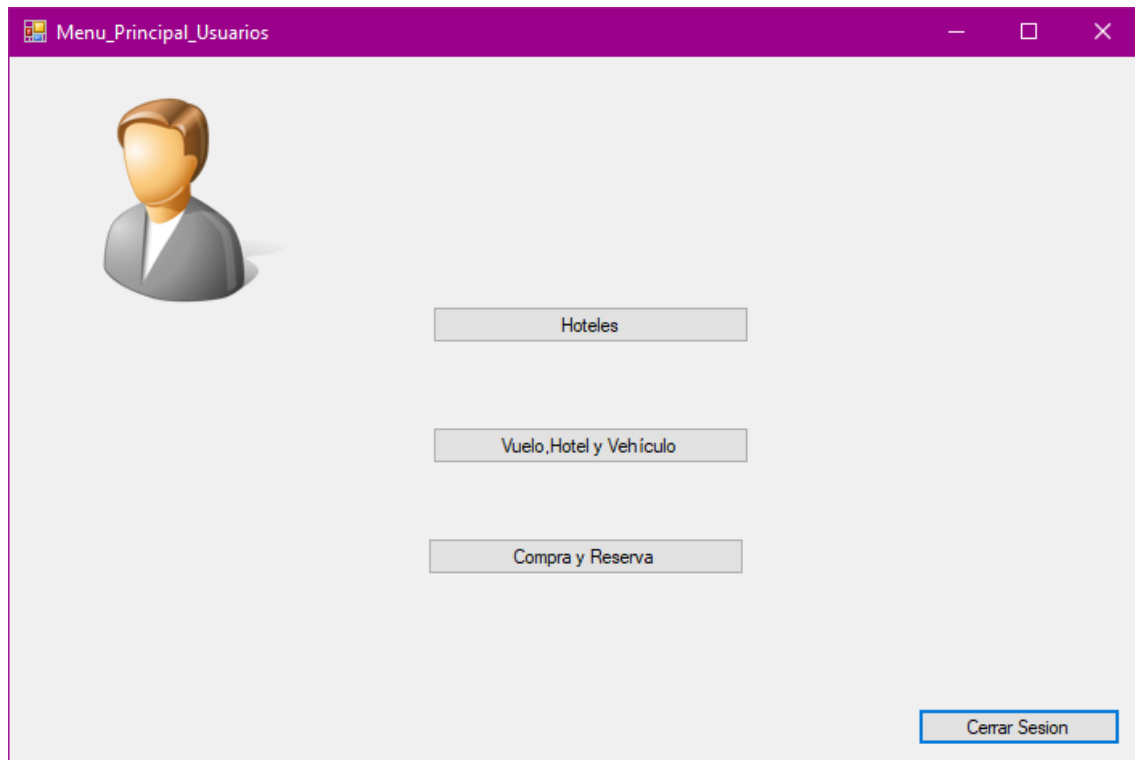 Menu_Principal_Usuarios
Hoteles
Vuelo,Hotel y Vehículo
Compra y Reserva
Cerrar Sesion